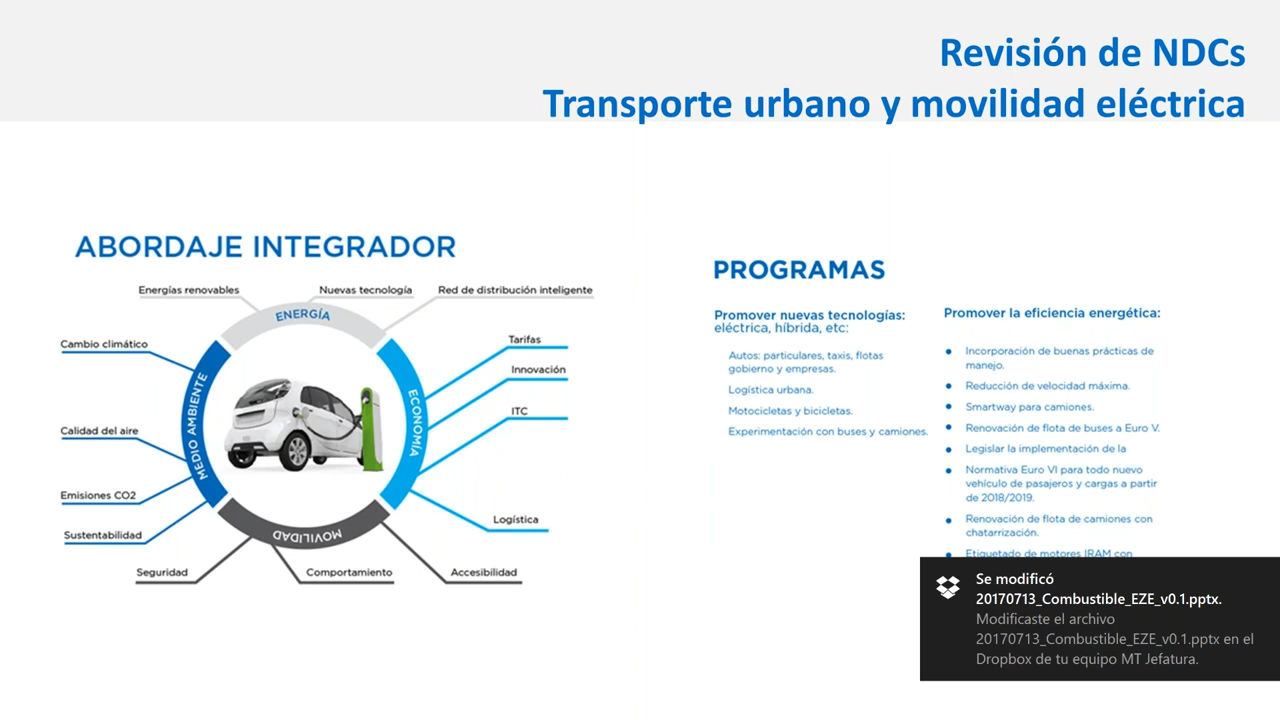 Revisión de NDCs
Transporte urbano y movilidad eléctrica
ABORDAJE INTEGRADOR
Energías renovables
Nuevas tecnología
Red de distribución inteligente
ENERGÍA
Cambio climático
Calidad del aire
Emisiones CO2
Sustentabilidad
MEDIO AMBIENTE
Tarifas
Innovación
ITC
Logística
ECONOMÍA
MOVILIDAD
Seguridad
Comportamiento
Accesibilidad
PROGRAMAS
Promover nuevas tecnologías:
eléctrica, híbrida, etc:
Autos: particulares, taxis, flotas
gobierno y empresas.
Logística urbana.
Motocicletas y bicicletas.
Experimentación con buses y camiones.
Promover la eficiencia energética:
Incorporación de buenas prácticas de
manejo.
Reducción de velocidad máxima.
Smartway para camiones.
Renovación de flota de buses a Euro V.
Legislar la implementación de la
Normativa Euro VI para todo nuevo
vehículo de pasajeros y cargas a partir
de 2018/2019.
Renovación de flota de camiones con
chatarrización.
Etiquetado de motores IRAM con
Se modificó
20170713_Combustible_EZE_v0.1.pptx.
Modificaste el archivo
20170713_Combustible_EZE_v0.1.pptx en el
Dropbox de tu equipo MT Jefatura.